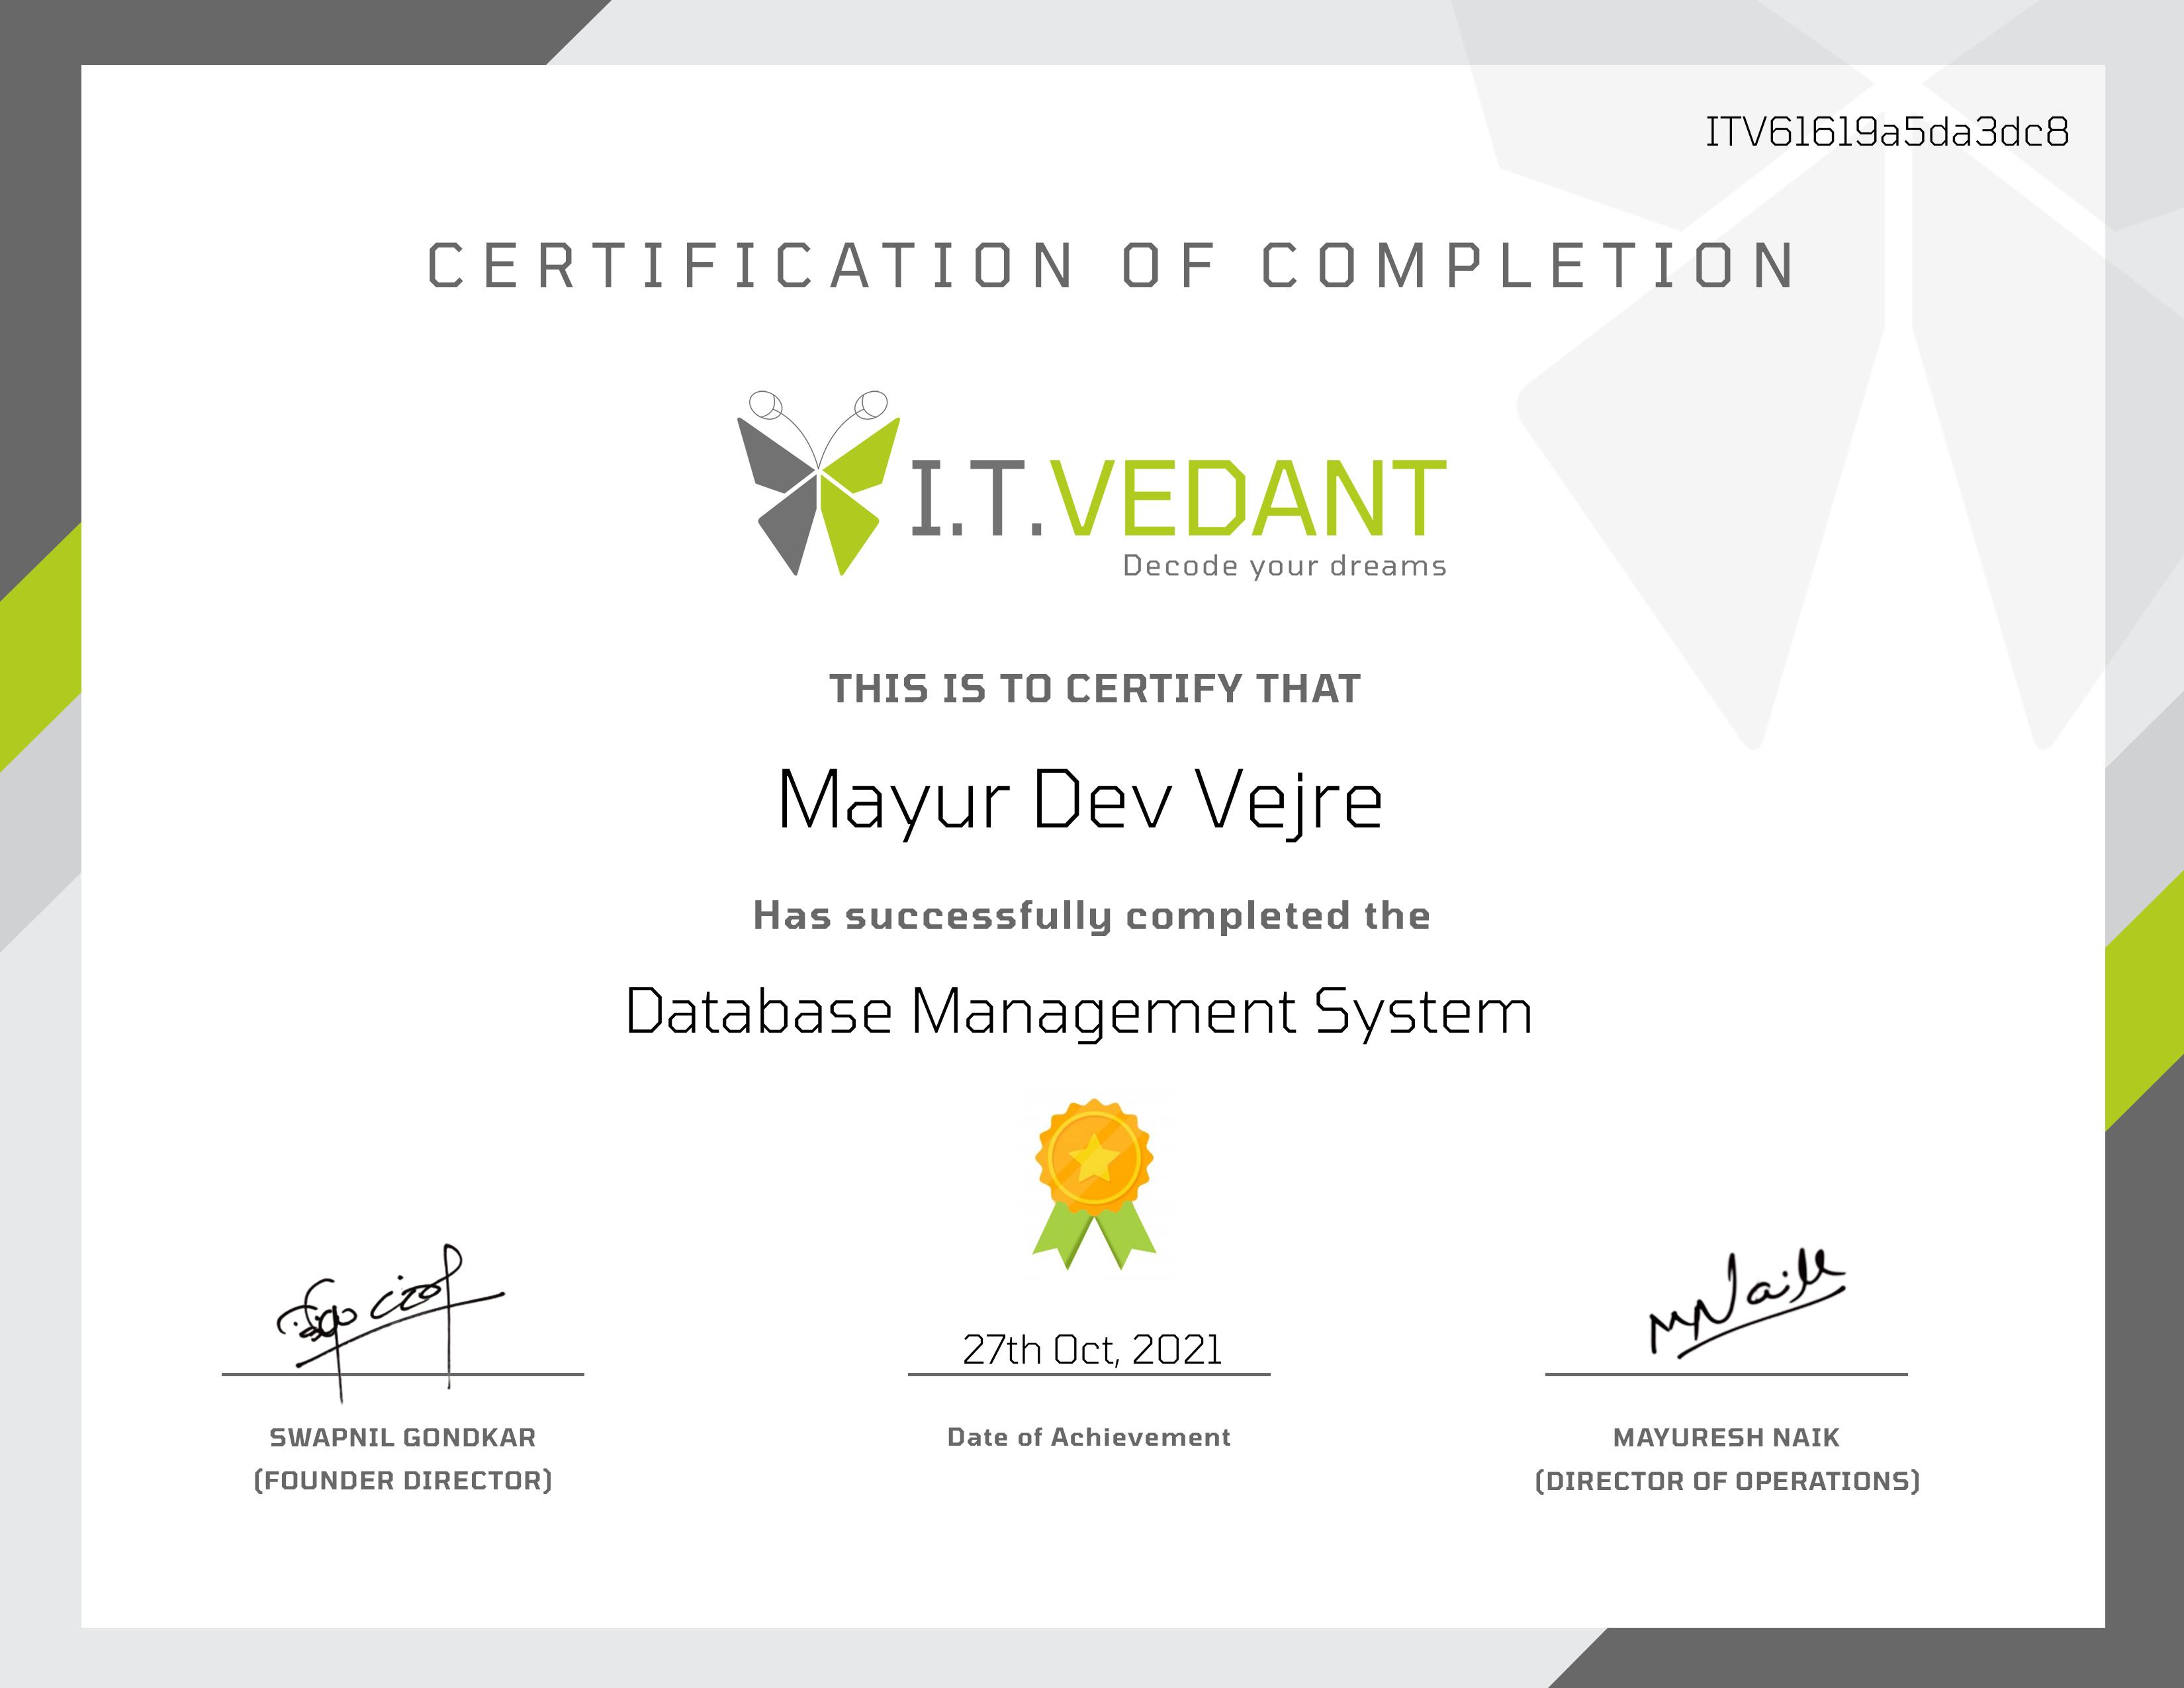 ITV61619a5da3dc8
CERTIFICATION OF COMPLETION
I.T.VEDANT
Decode your dreams
THIS IS TO CERTIFY THAT
Mayur Dev Vejre
Has successfully completed the
Database Management System
27th Oct, 2021
SWAPNIL GONDKAR
(FOUNDER DIRECTOR)
Date of Achievement
MAYURESH NAIK
(DIRECTOR OF OPERATIONS)